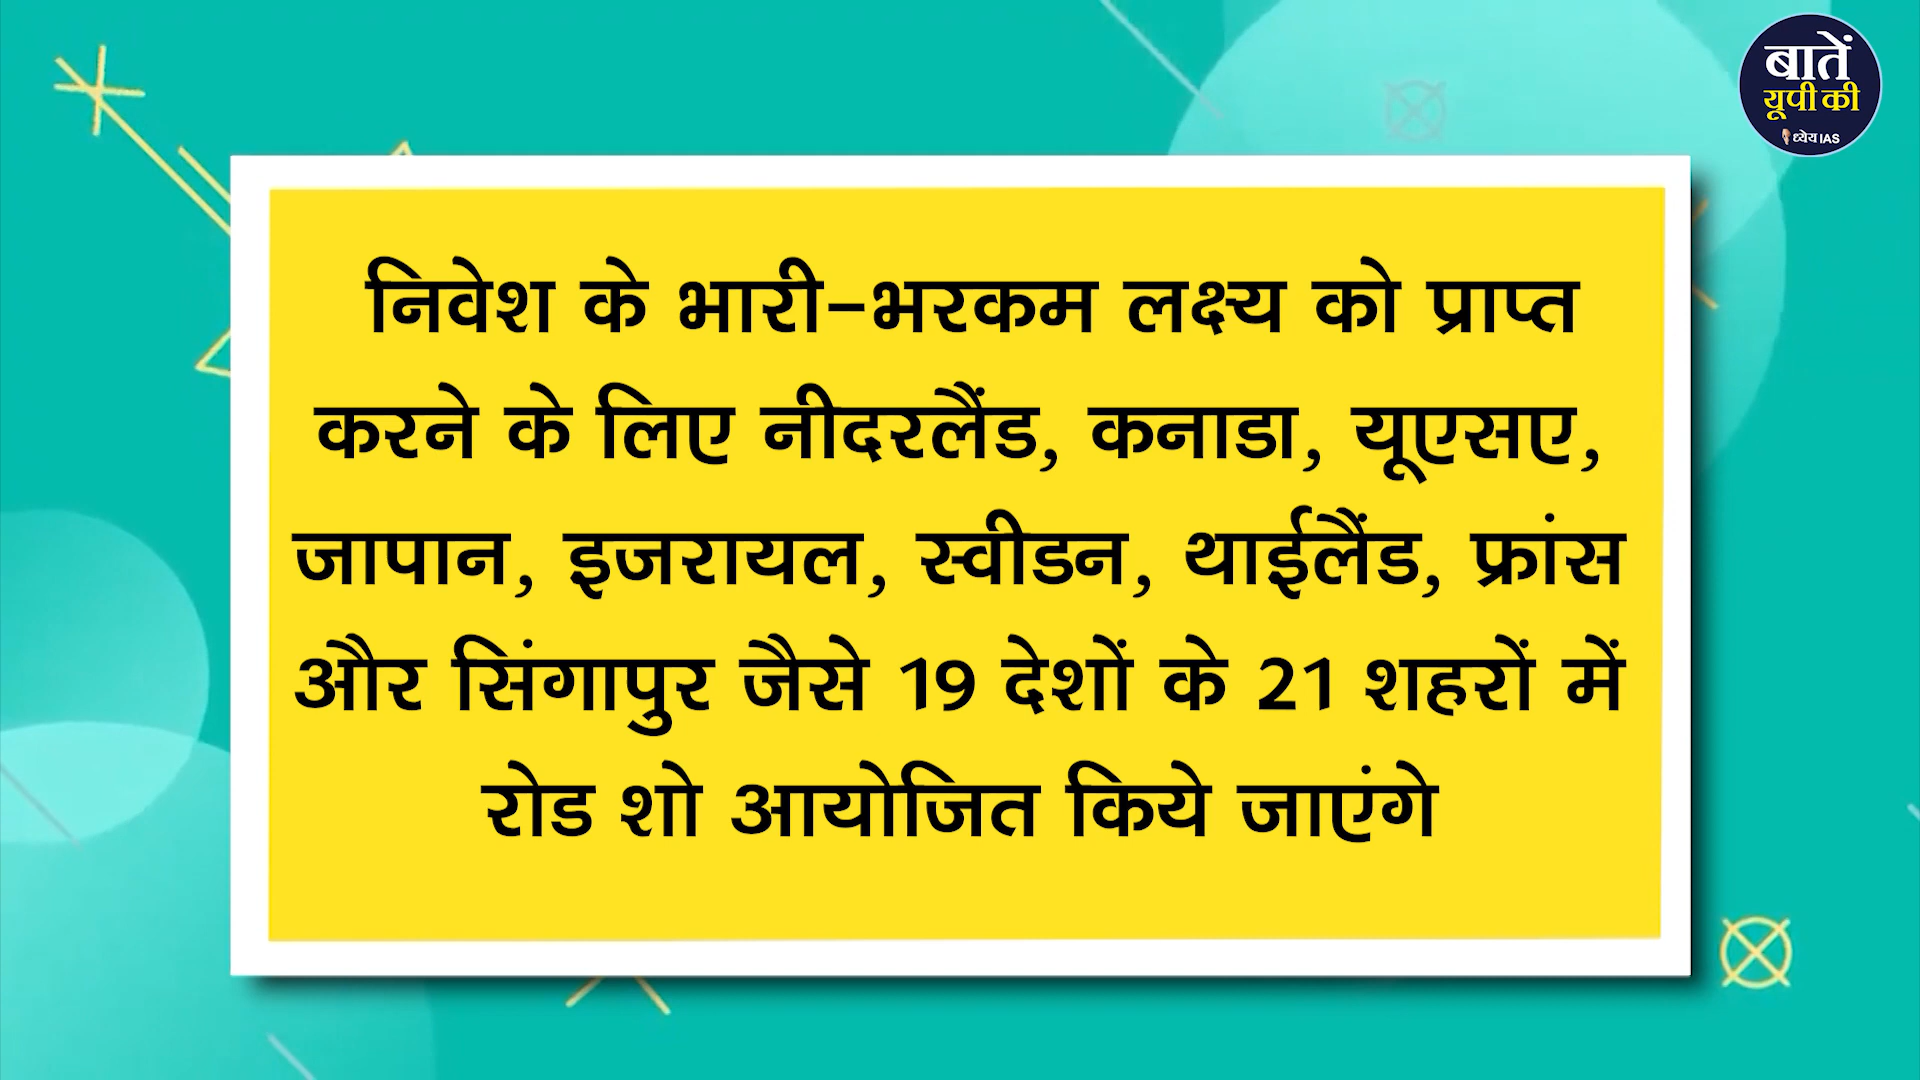 बातें
यूपी की
ध्येय IAS
निवेश के भारी-भरकम लक्ष्य को प्राप्त
करने के लिए नीदरलैंड, कनाडा, यूएसए,
जापान, इजरायल, स्वीडन, थाईलैंड, फ्रांस
और सिंगापुर जैसे 19 देशों के 21 शहरों में
रोड शो आयोजित किये जाएंगे